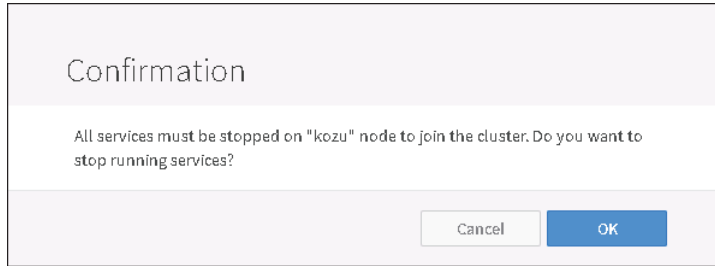 Confirmation
All services must be stopped on "kozu" node to join the cluster. Do you want to
stop running services?
Cancel
OK